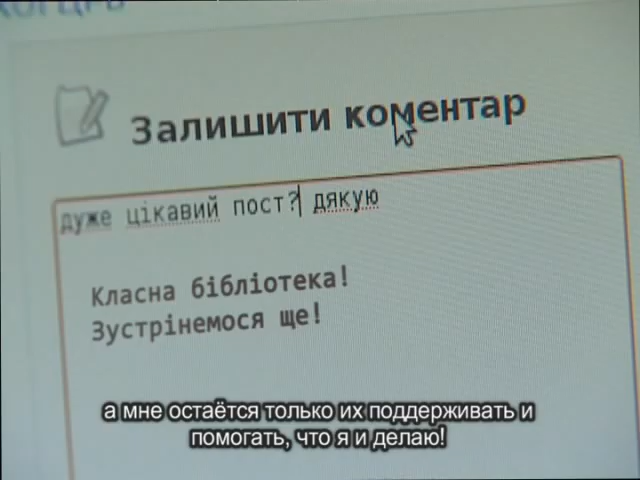 Залишити коментар
дуже цікавий пост? дякую
Класна бібліотека!
Зустрінемося ще!
а мне остаётся только их поддерживать и
помогать, что я и делаю!